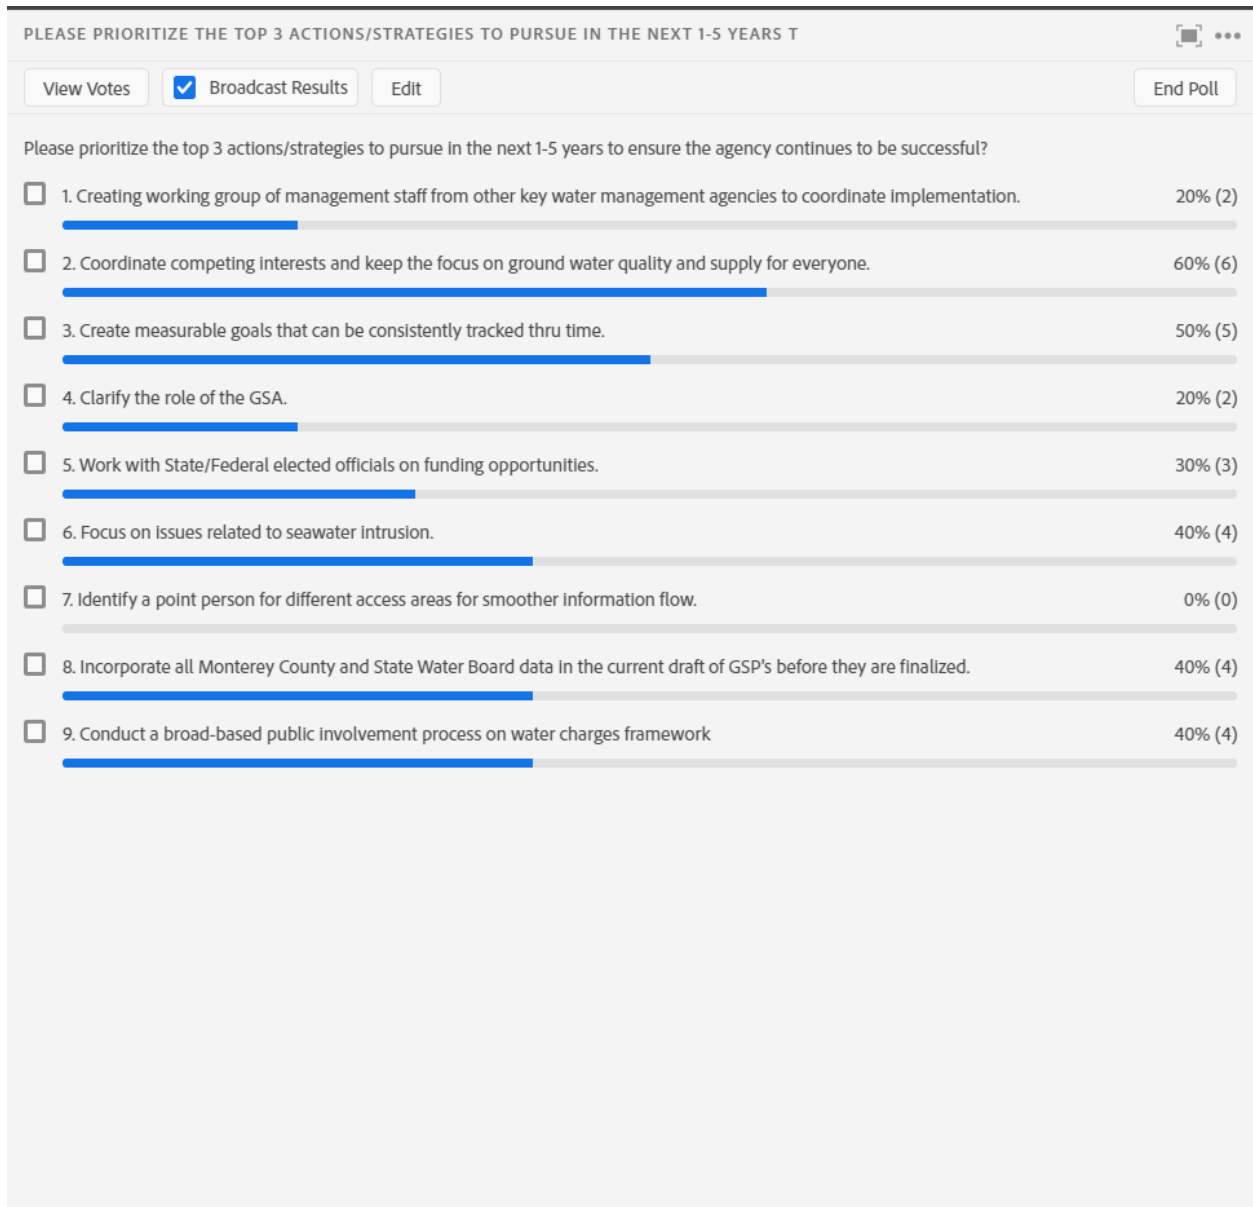 PLEASE PRIORITIZE THE TOP 3 ACTIONS/STRATEGIES TO PURSUE IN THE NEXT 1-5 YEARS T
View Votes Broadcast Results Edit End Poll
Please prioritize the top 3 actions/strategies to pursue in the next 1-5 years to ensure the agency continues to be successful?
1. Creating working group of management staff from other key water management agencies to coordinate implementation. 20% (2)
2. Coordinate competing interests and keep the focus on ground water quality and supply for everyone. 60% (6)
3. Create measurable goals that can be consistently tracked thru time. 50% (5)
4. Clarify the role of the GSA. 20% (2)
5. Work with State/Federal elected officials on funding opportunities. 30% (3)
6. Focus on issues related to seawater intrusion. 40% (4)
7. Identify a point person for different access areas for smoother information flow. 0% (0)
8. Incorporate all Monterey County and State Water Board data in the current draft of GSP's before they are finalized. 40% (4)
9. Conduct a broad-based public involvement process on water charges framework 40% (4)